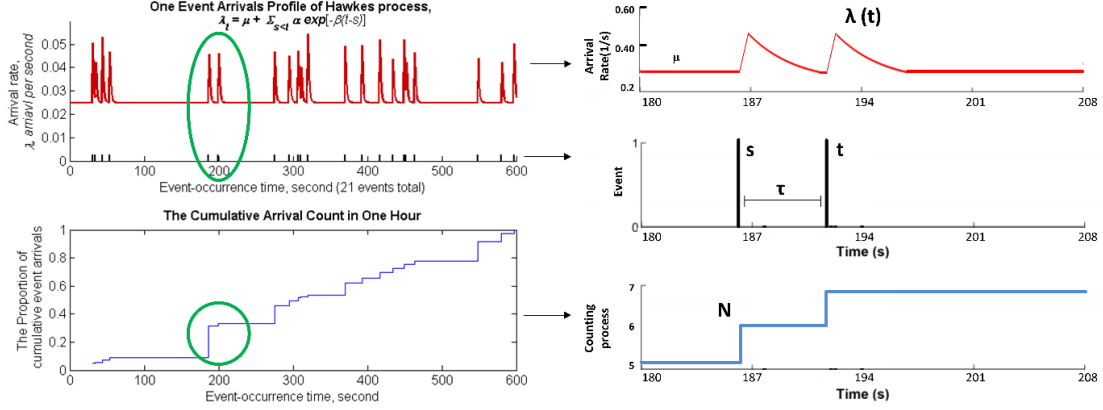 One Event Arrivals Profile of Hawkes process,
λt = μ + Σs<t α exp[-β(t-s)]
Arrival rate,
λ, arriavl per second
0.05
0.04
0.03
0.02
0.01
0
0 100 200 300 400 500 600
Event-occurrence time, second (21 events total)
The Cumulative Arrival Count in One Hour
The Proportion of
cumulative event arrivals
1
0.8
0.6
0.4
0.2
0
0 100 200 300 400 500 600
Event-occurrence time, second
λ (t)
Arrival
Rate(1/s)
0.60
0.40
0.2
μ
180 187 194 201 208
Event
1
0
s
t
τ
180 187 194 201 208
Time (s)
Counting
process
7
6
5
N
180 187 194 201 208
Time (s)